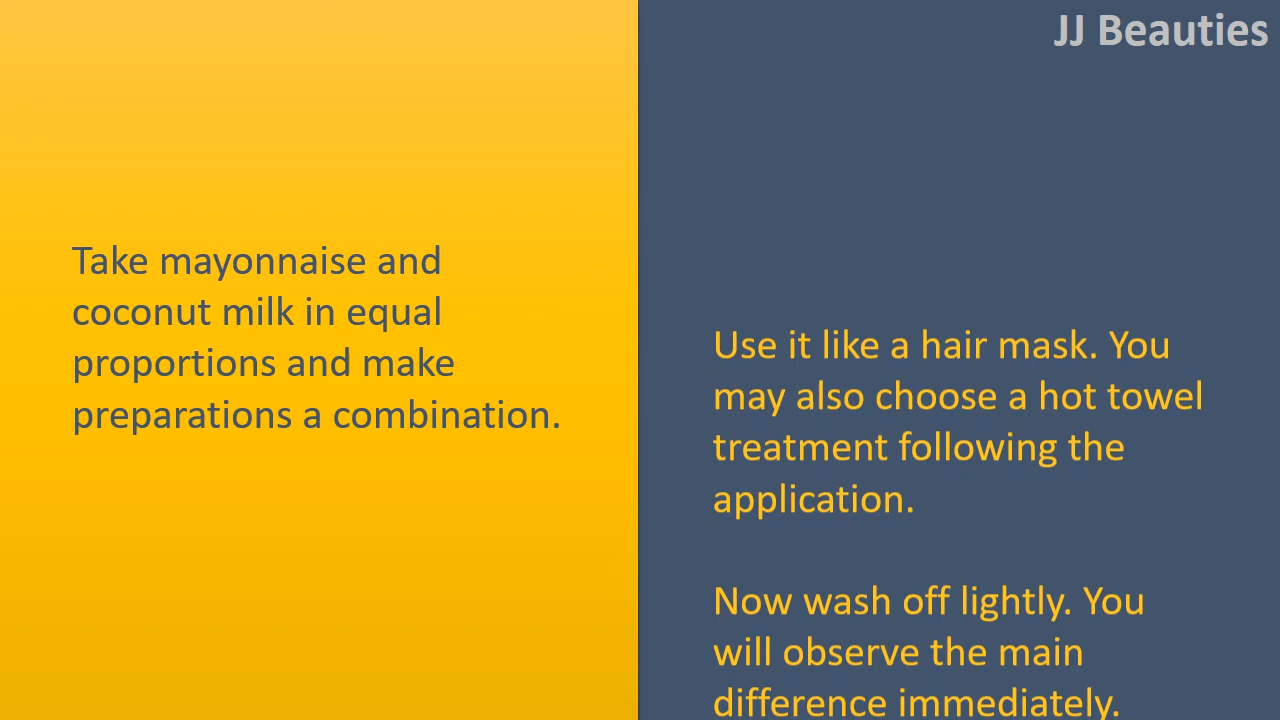 JJ Beauties
Take mayonnaise and
coconut milk in equal
proportions and make
preparations a combination.
Use it like a hair mask. You
may also choose a hot towel
treatment following the
application.
Now wash off lightly. You
will observe the main
difference immediately.